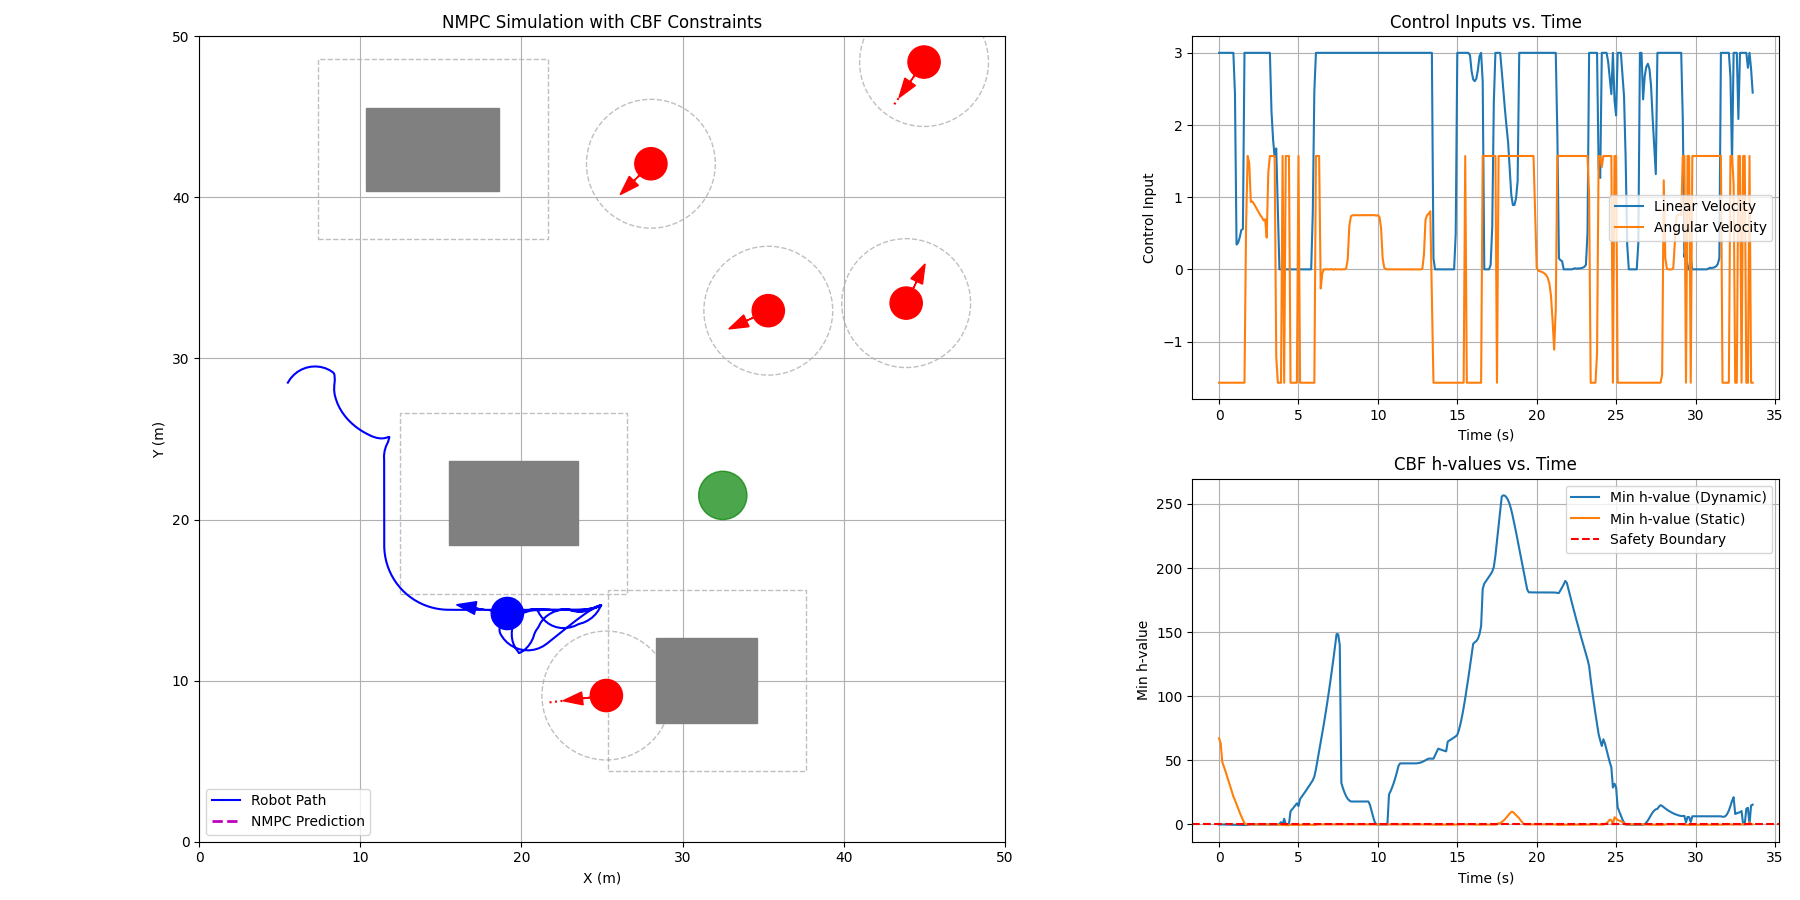 NMPC Simulation with CBF Constraints
50
40
30
20
10
0
Y (m)
Robot Path
NMPC Prediction
0 10 20 30 40 50
X (m)
Control Inputs vs. Time
3
2
1
0
−1
Control Input
Linear Velocity
Angular Velocity
0 5 10 15 20 25 30 35
Time (s)
CBF h-values vs. Time
250
200
150
100
50
0
Min h-value
Min h-value (Dynamic)
Min h-value (Static)
Safety Boundary
0 5 10 15 20 25 30 35
Time (s)